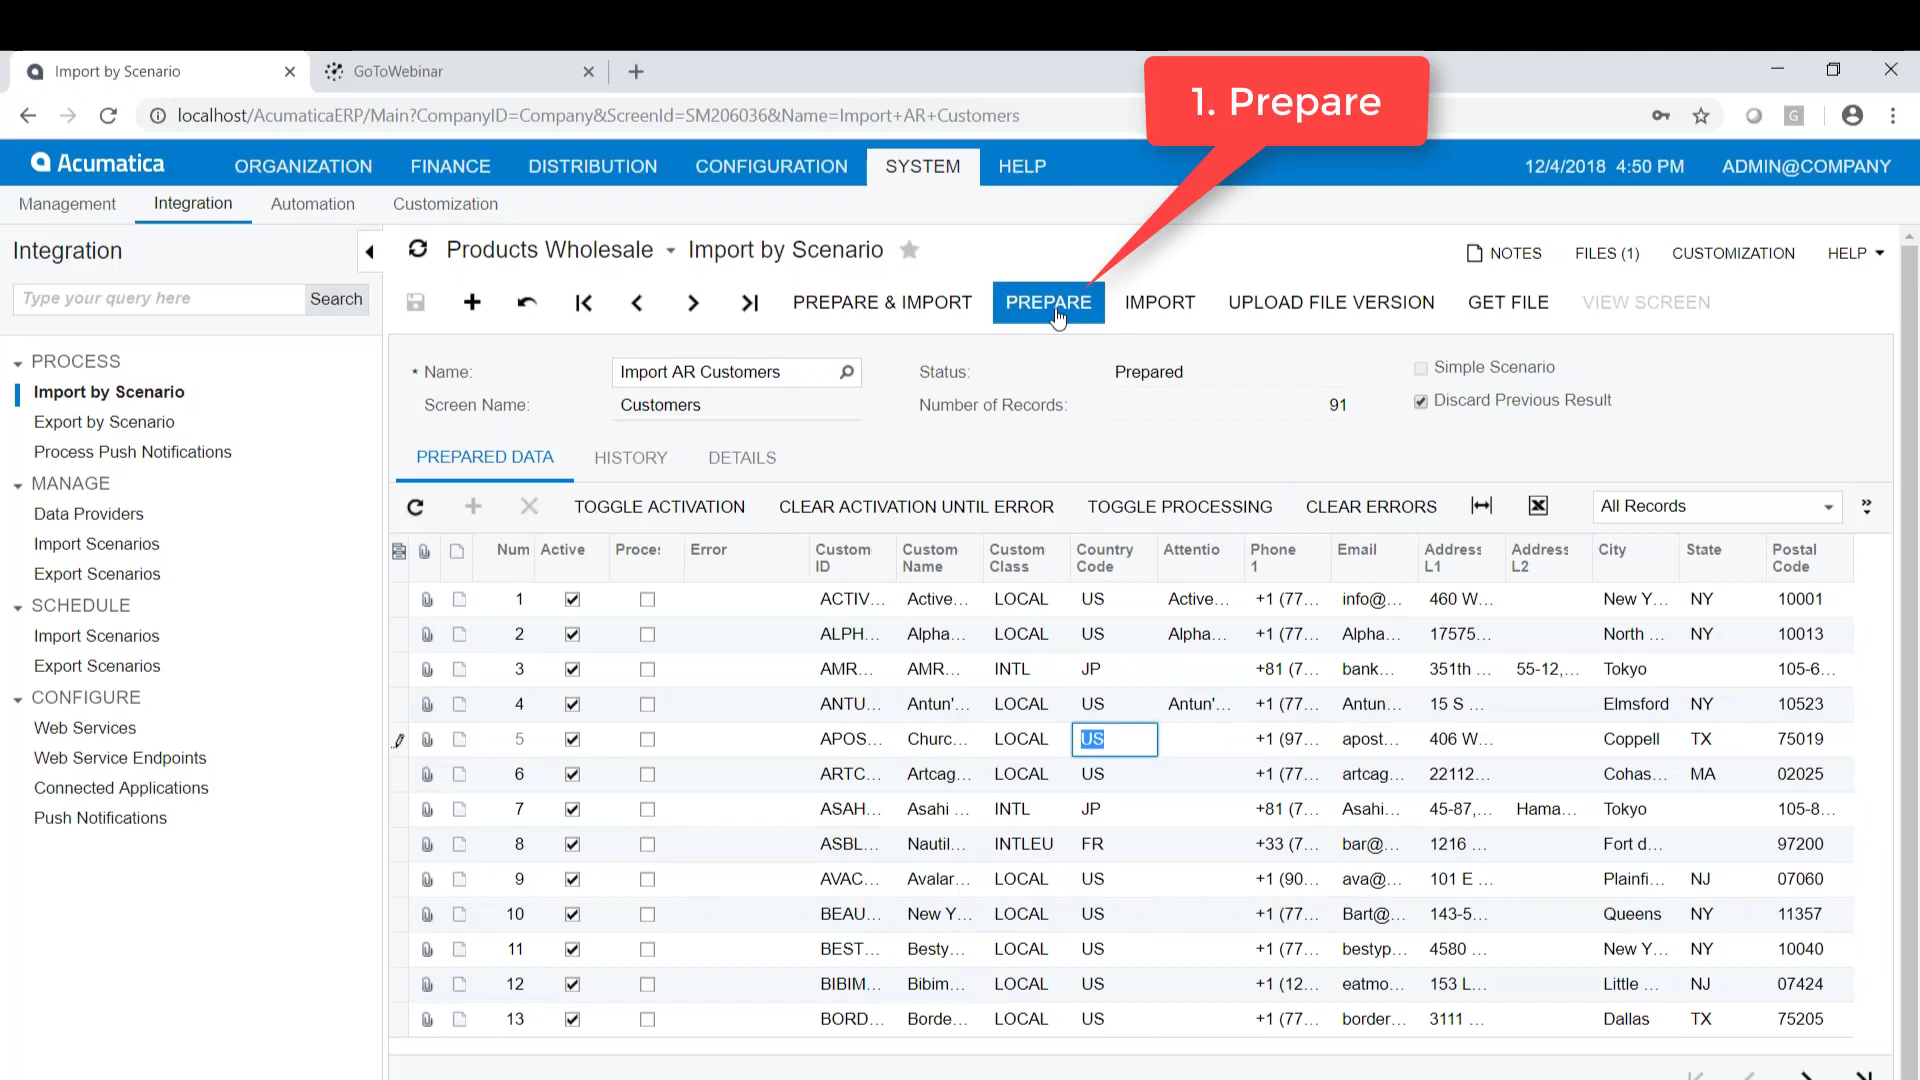 1. Prepare
Import by Scenario
GoToWebinar
localhost/AcumaticaERP/Main?CompanyID=Company&ScreenId=SM206036&Name=Import+AR+Customers
G
Acumatica ORGANIZATION FINANCE DISTRIBUTION CONFIGURATION SYSTEM HELP 12/4/2018 4:50 PM ADMIN@COMPANY
Management Integration Automation Customization
Integration
Type your query here Search
PROCESS
Import by Scenario
Export by Scenario
Process Push Notifications
MANAGE
Data Providers
Import Scenarios
Export Scenarios
SCHEDULE
Import Scenarios
Export Scenarios
CONFIGURE
Web Services
Web Service Endpoints
Connected Applications
Push Notifications
Products Wholesale Import by Scenario NOTES FILES (1) CUSTOMIZATION HELP
PREPARE & IMPORT PREPARE IMPORT UPLOAD FILE VERSION GET FILE VIEW SCREEN
* Name: Import AR Customers Status: Prepared Simple Scenario
Screen Name: Customers Number of Records: 91 Discard Previous Result
PREPARED DATA HISTORY DETAILS
TOGGLE ACTIVATION CLEAR ACTIVATION UNTIL ERROR TOGGLE PROCESSING CLEAR ERRORS All Records
Num Active Proces Error Custom ID Custom Name Custom Class Country Code Attentio Phone 1 Email Address L1 Address L2 City State Postal Code
1 ACTIV... Active... LOCAL US Active... +1 (77... info@... 460 W... New Y... NY 10001
2 ALPH... Alpha... LOCAL US Alpha... +1 (77... Alpha... 17575... North ... NY 10013
3 AMR... AMR... INTL JP +81 (7... bank... 351th ... 55-12,... Tokyo 105-6...
4 ANTU... Antun'... LOCAL US Antun'... +1 (77... Antun... 15 S ... Elmsford NY 10523
5 APOS... Churc... LOCAL US +1 (97... apost... 406 W... Coppell TX 75019
6 ARTC... Artcag... LOCAL US +1 (77... artcag... 22112... Cohas... MA 02025
7 ASAH... Asahi ... INTL JP +81 (7... Asahi... 45-87,... Hama... Tokyo 105-8...
8 ASBL... Nautil... INTLEU FR +33 (7... bar@... 1216 ... Fort d... 97200
9 AVAC... Avalar... LOCAL US +1 (90... ava@... 101 E ... Plainfi... NJ 07060
10 BEAU... New Y... LOCAL US +1 (77... Bart@... 143-5... Queens NY 11357
11 BEST... Besty... LOCAL US +1 (77... bestyp... 4580 ... New Y... NY 10040
12 BIBIM... Bibim... LOCAL US +1 (12... eatmo... 153 L... Little ... NJ 07424
13 BORD... Borde... LOCAL US +1 (77... border... 3111 ... Dallas TX 75205